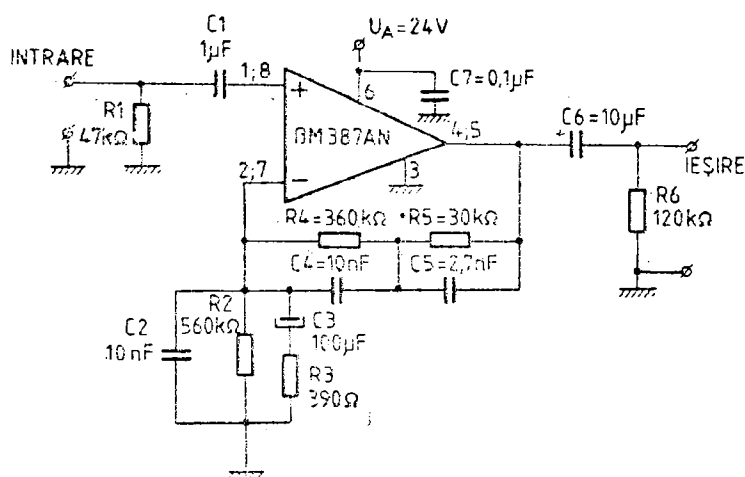 C1
1µF
INTRARE
1;8
R1
47kΩ
U_A=24V
C7=0,1µF
6
+
βM387AN
4;5
C6=10µF
+
IEȘIRE
R6
120kΩ
3
2;7
−
R4=360kΩ
R5=30kΩ
C4=10nF
C5=2,7nF
R2
560kΩ
C2
10nF
C3
100µF
R3
390Ω